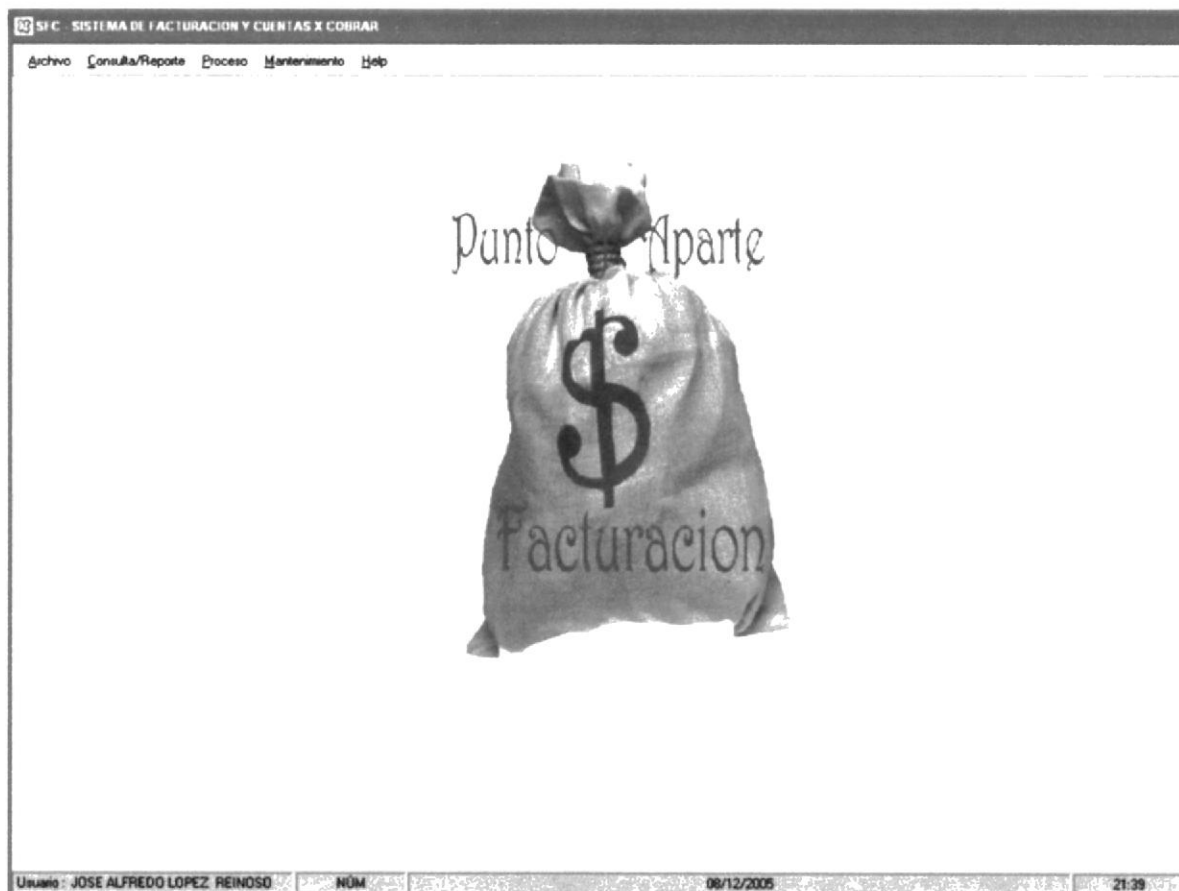 SFC - SISTEMA DE FACTURACION Y CUENTAS X COBRAR
Archivo Consulta/Reporte Proceso Mantenimiento Help
Punto Aparte
$
Facturacion
Usuario : JOSE ALFREDO LOPEZ REINOSO NÚM 08/12/2005 21:39